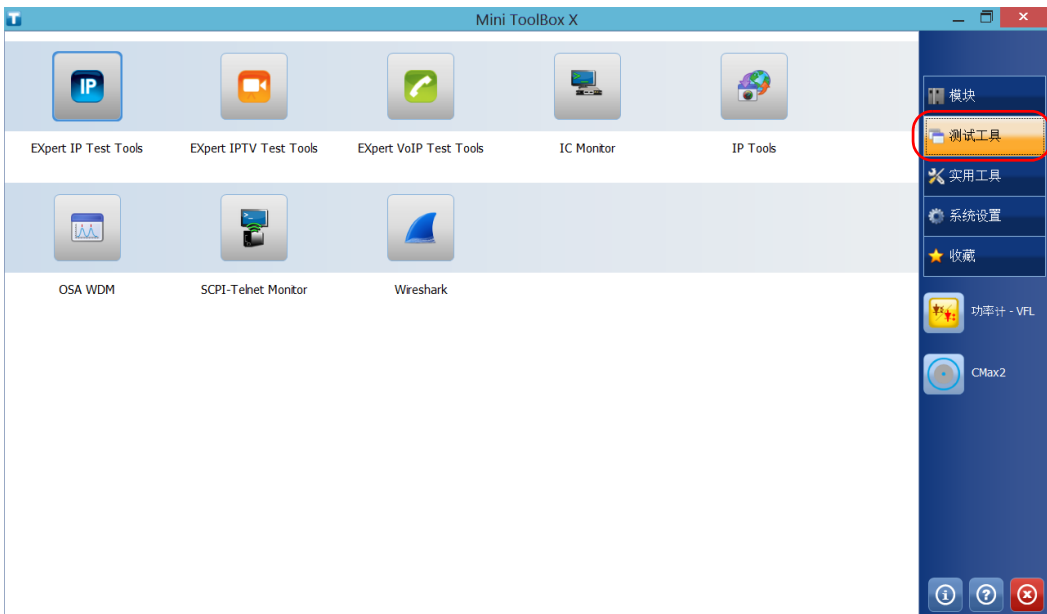 Mini ToolBox X
IP
EXpert IP Test Tools
EXpert IPTV Test Tools
EXpert VoIP Test Tools
IC Monitor
IP Tools
OSA WDM
SCPI-Telnet Monitor
Wireshark
模块
测试工具
实用工具
系统设置
收藏
功率计 - VFL
CMax2